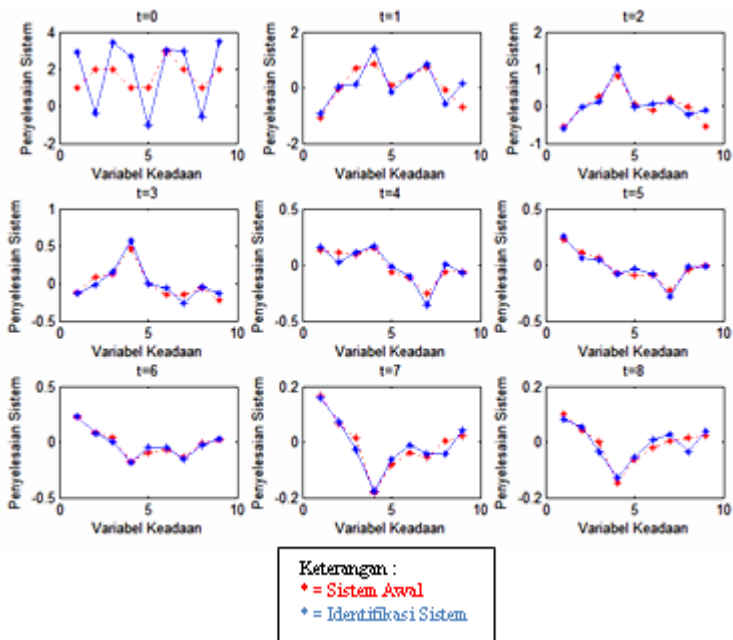 t=0 t=1 t=2
4 2 2
Penyelesaian Sistem Penyelesaian Sistem Penyelesaian Sistem
2 0 1
0 -2 0
-2 -1
0 5 10 0 5 10 0 5 10
Variabel Keadaan Variabel Keadaan Variabel Keadaan
t=3 t=4 t=5
1 0.5 0.5
Penyelesaian Sistem Penyelesaian Sistem Penyelesaian Sistem
0.5 0 0
0
-0.5 -0.5 -0.5
0 5 10 0 5 10 0 5 10
Variabel Keadaan Variabel Keadaan Variabel Keadaan
t=6 t=7 t=8
0.5 0.2 0.2
Penyelesaian Sistem Penyelesaian Sistem Penyelesaian Sistem
0 0 0
-0.5 -0.2 -0.2
0 5 10 0 5 10 0 5 10
Variabel Keadaan Variabel Keadaan Variabel Keadaan
Keterangan :
* = Sistem Awal
* = Identifikasi Sistem